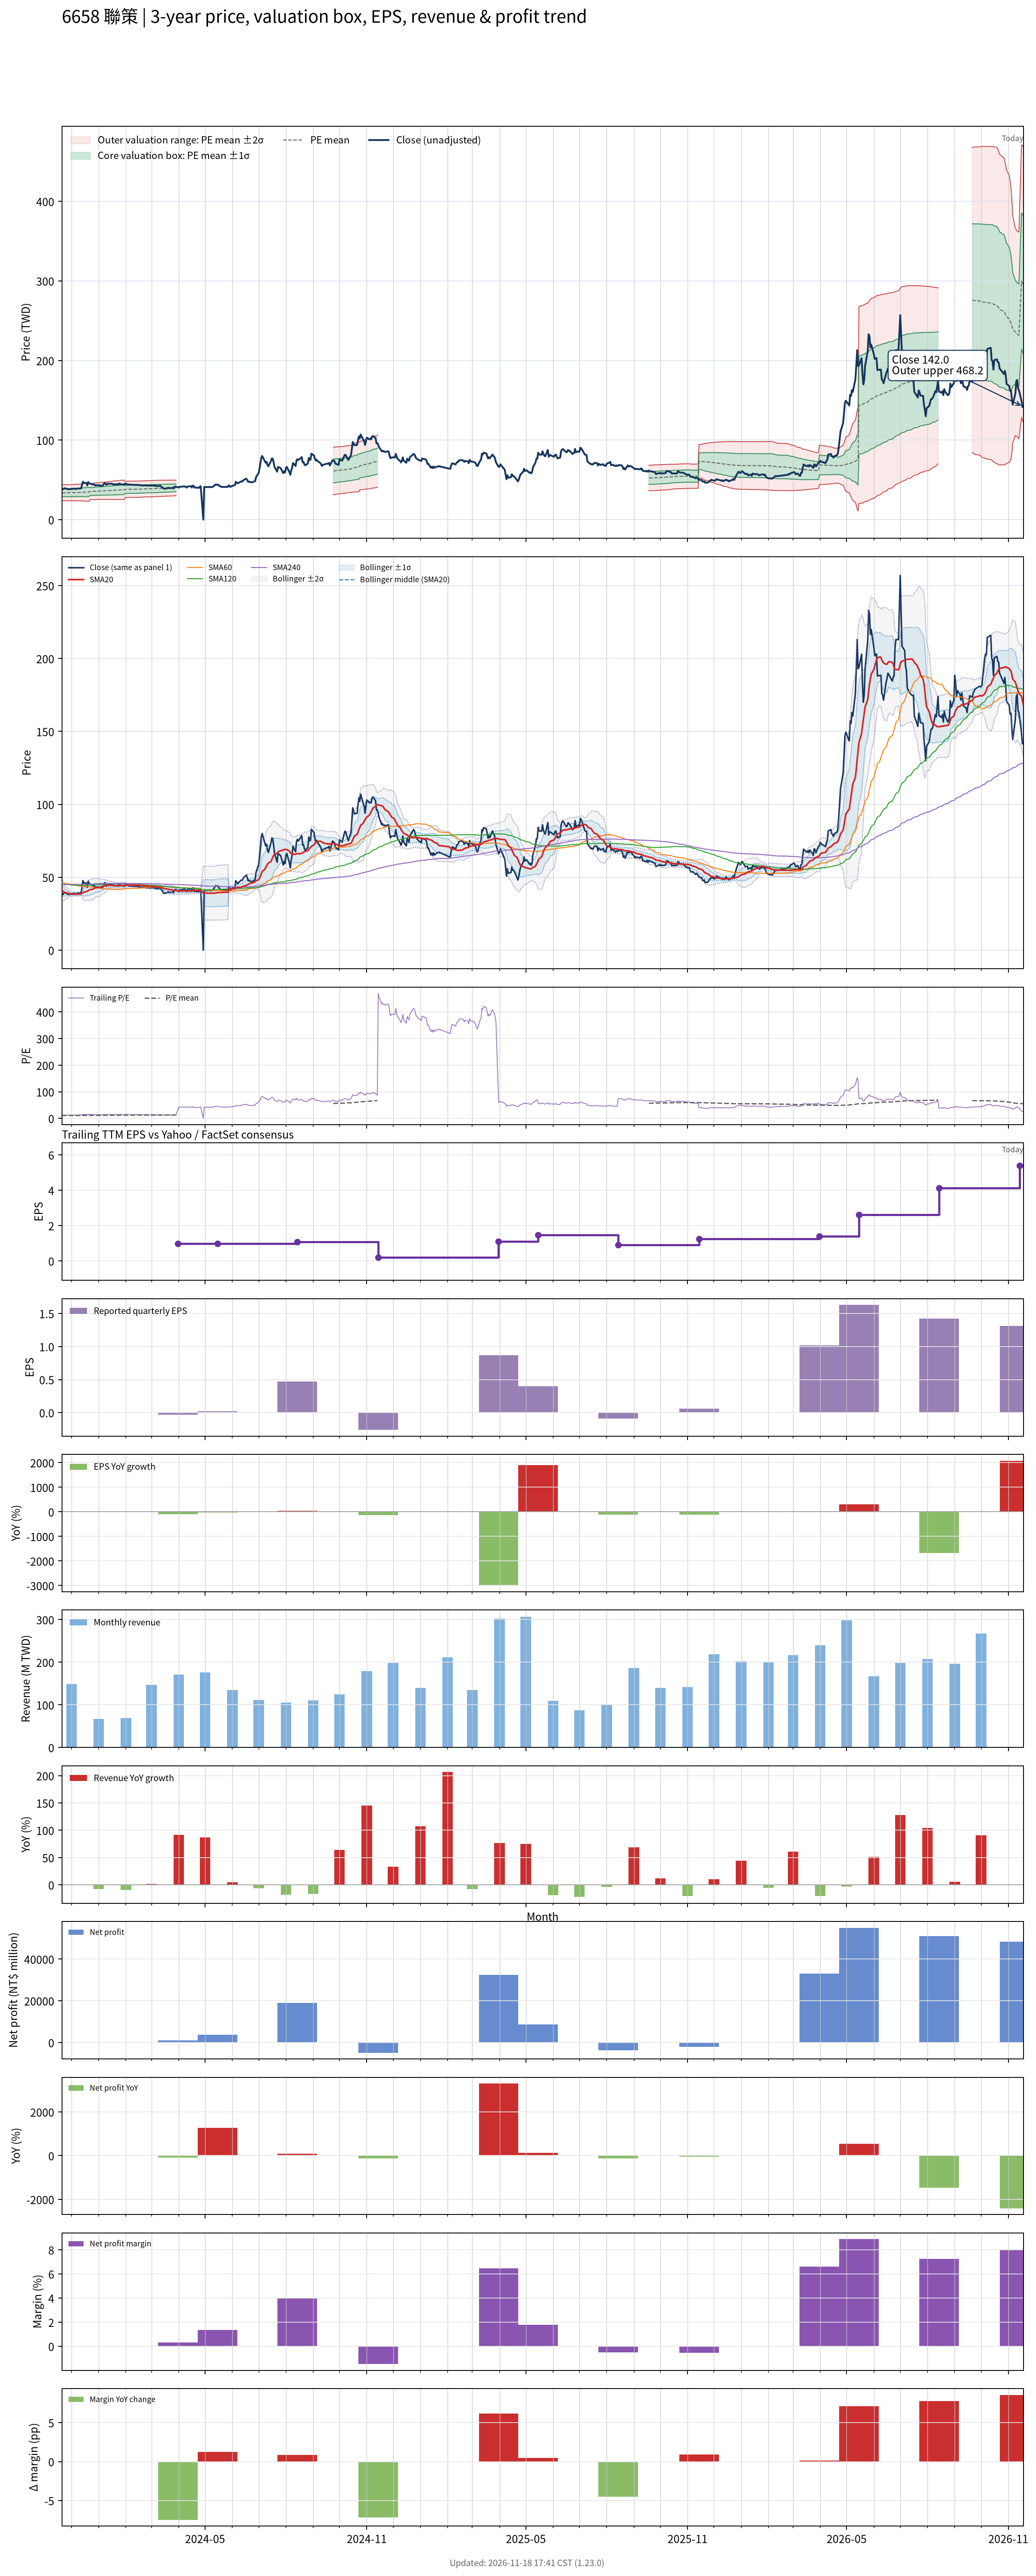 6658 聯策 | 3-year price, valuation box, EPS, revenue & profit trend
Outer valuation range: PE mean ±2σ
PE mean
Close (unadjusted)
Core valuation box: PE mean ±1σ
Today
400
300
200
100
0
Price (TWD)
Close 142.0
Outer upper 468.2
Close (same as panel 1)
SMA60
SMA240
Bollinger ±1σ
SMA20
SMA120
Bollinger ±2σ
Bollinger middle (SMA20)
250
200
150
100
50
0
Price
Trailing P/E
P/E mean
400
300
200
100
0
P/E
Trailing TTM EPS vs Yahoo / FactSet consensus
Today
6
4
2
0
EPS
Reported quarterly EPS
1.5
1.0
0.5
0.0
EPS
EPS YoY growth
2000
1000
0
-1000
-2000
-3000
YoY (%)
Monthly revenue
300
200
100
0
Revenue (M TWD)
Revenue YoY growth
200
150
100
50
0
YoY (%)
Month
Net profit
40000
20000
0
Net profit (NT$ million)
Net profit YoY
2000
0
-2000
YoY (%)
Net profit margin
8
6
4
2
0
Margin (%)
Margin YoY change
5
0
-5
Δ margin (pp)
2024-05
2024-11
2025-05
2025-11
2026-05
2026-11
Updated: 2026-11-18 17:41 CST (1.23.0)